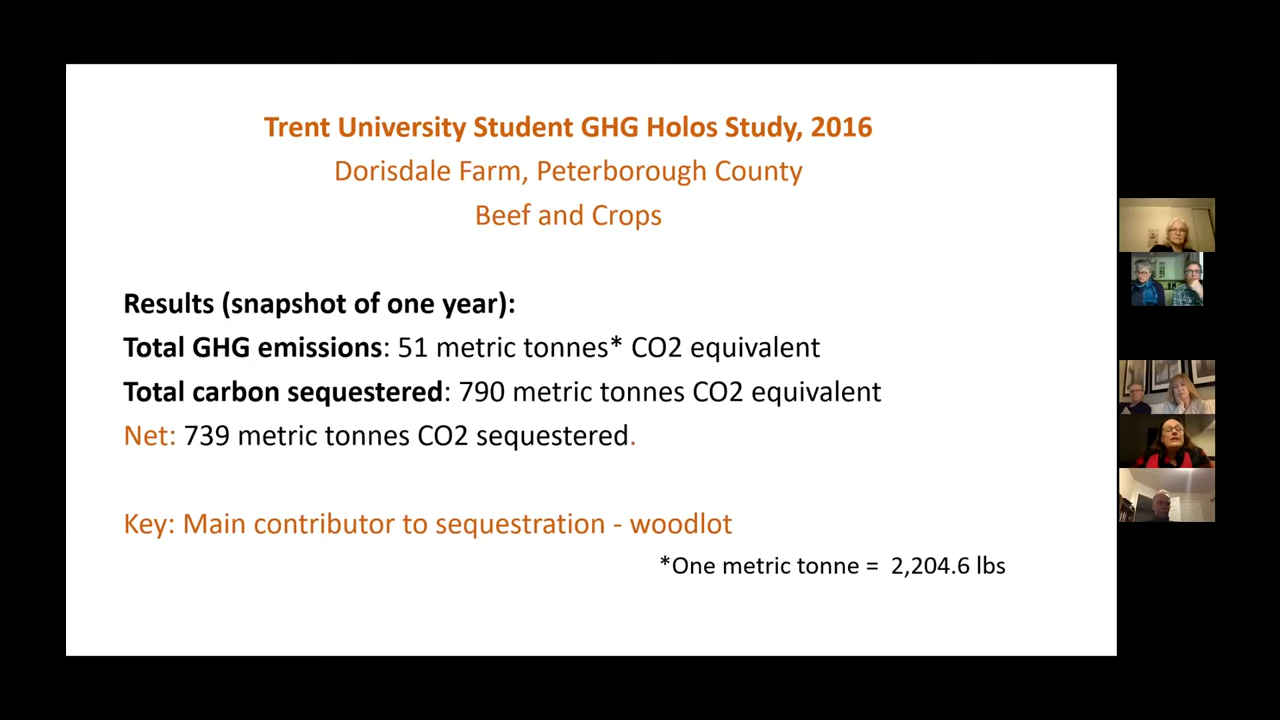 Trent University Student GHG Holos Study, 2016
Dorisdale Farm, Peterborough County
Beef and Crops
Results (snapshot of one year):
Total GHG emissions: 51 metric tonnes* CO2 equivalent
Total carbon sequestered: 790 metric tonnes CO2 equivalent
Net: 739 metric tonnes CO2 sequestered.
Key: Main contributor to sequestration - woodlot
*One metric tonne = 2,204.6 lbs